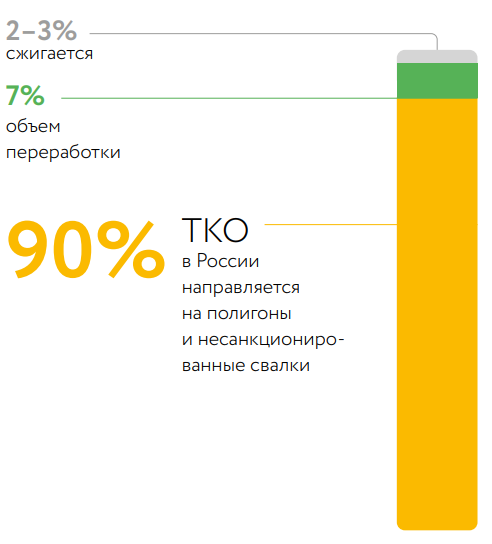 2–3%
сжигается
7%
объем
переработки
90%
ТКО
в России
направляется
на полигоны
и несанкциониро-
ванные свалки